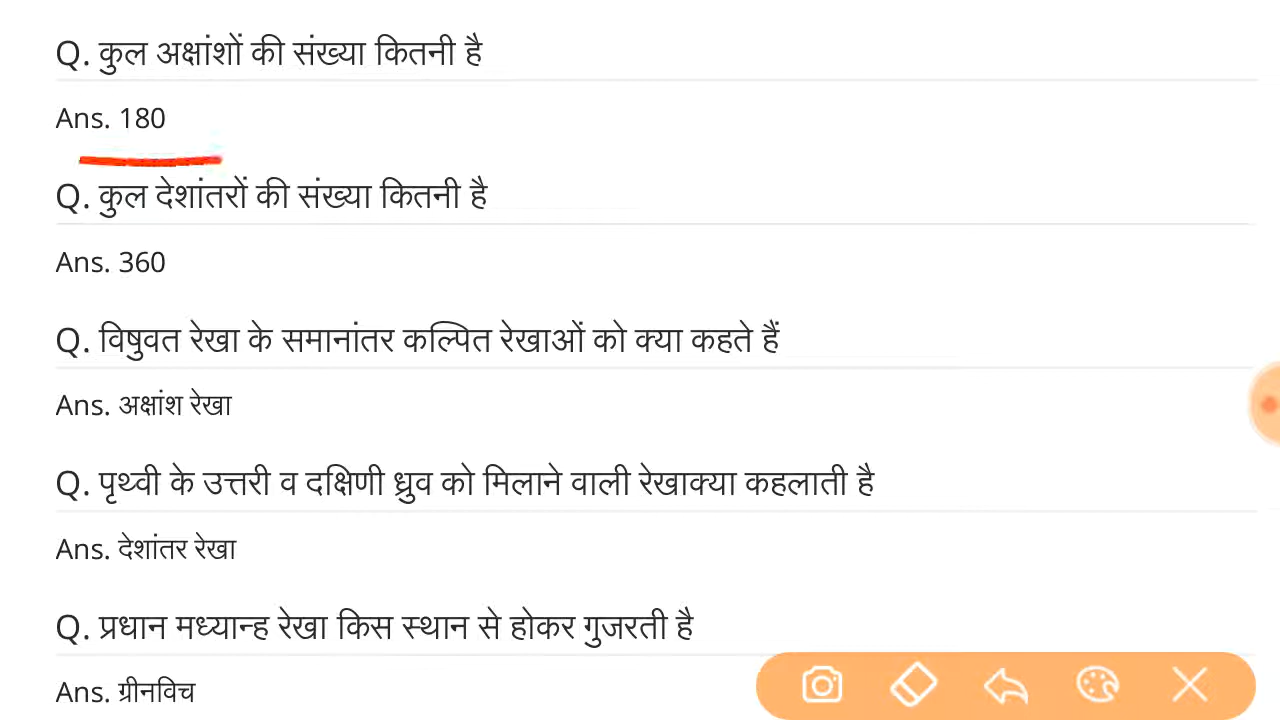 Q. कुल अक्षांशों की संख्या कितनी है
Ans. 180
Q. कुल देशांतरों की संख्या कितनी है
Ans. 360
Q. विषुवत रेखा के समानांतर कल्पित रेखाओं को क्या कहते हैं
Ans. अक्षांश रेखा
Q. पृथ्वी के उत्तरी व दक्षिणी ध्रुव को मिलाने वाली रेखाक्या कहलाती है
Ans. देशांतर रेखा
Q. प्रधान मध्यान्ह रेखा किस स्थान से होकर गुजरती है
Ans. ग्रीनविच